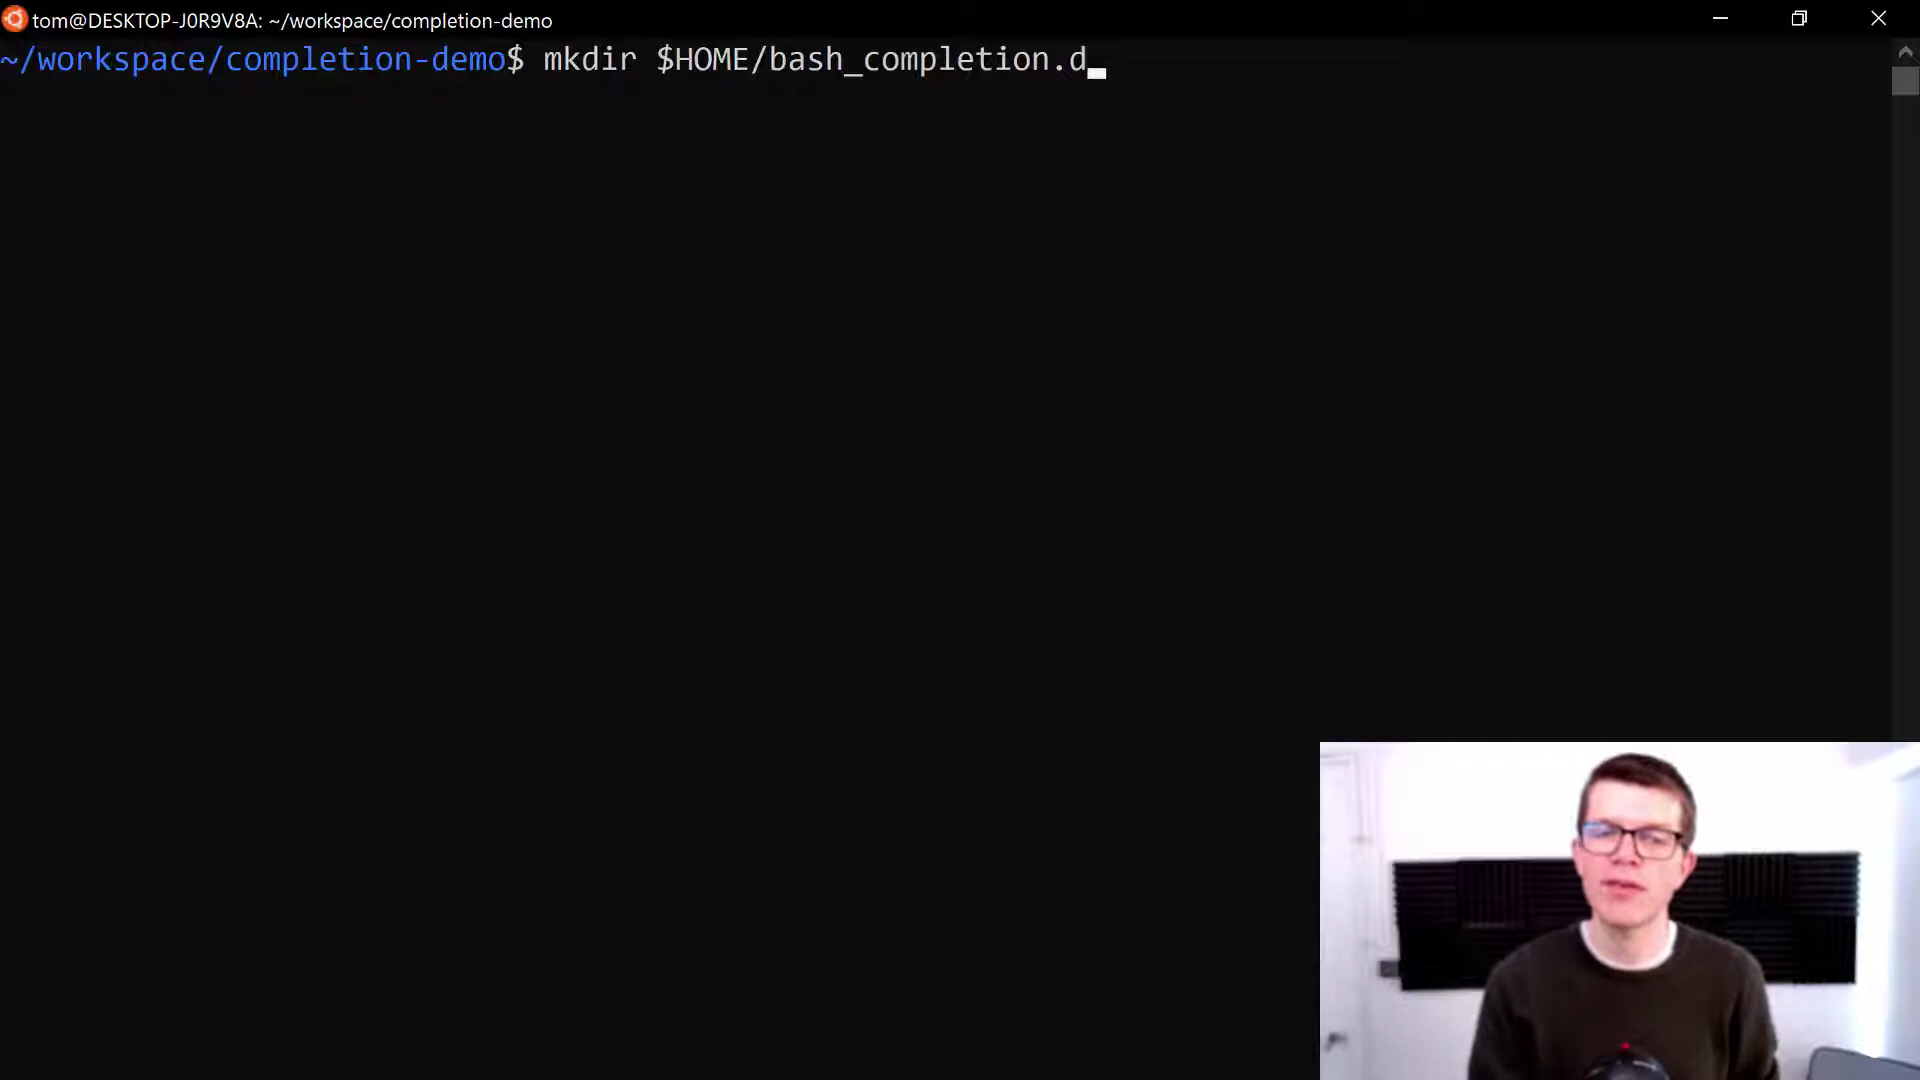 tom@DESKTOP-J0R9V8A: ~/workspace/completion-demo
~/workspace/completion-demo$ mkdir $HOME/bash_completion.d